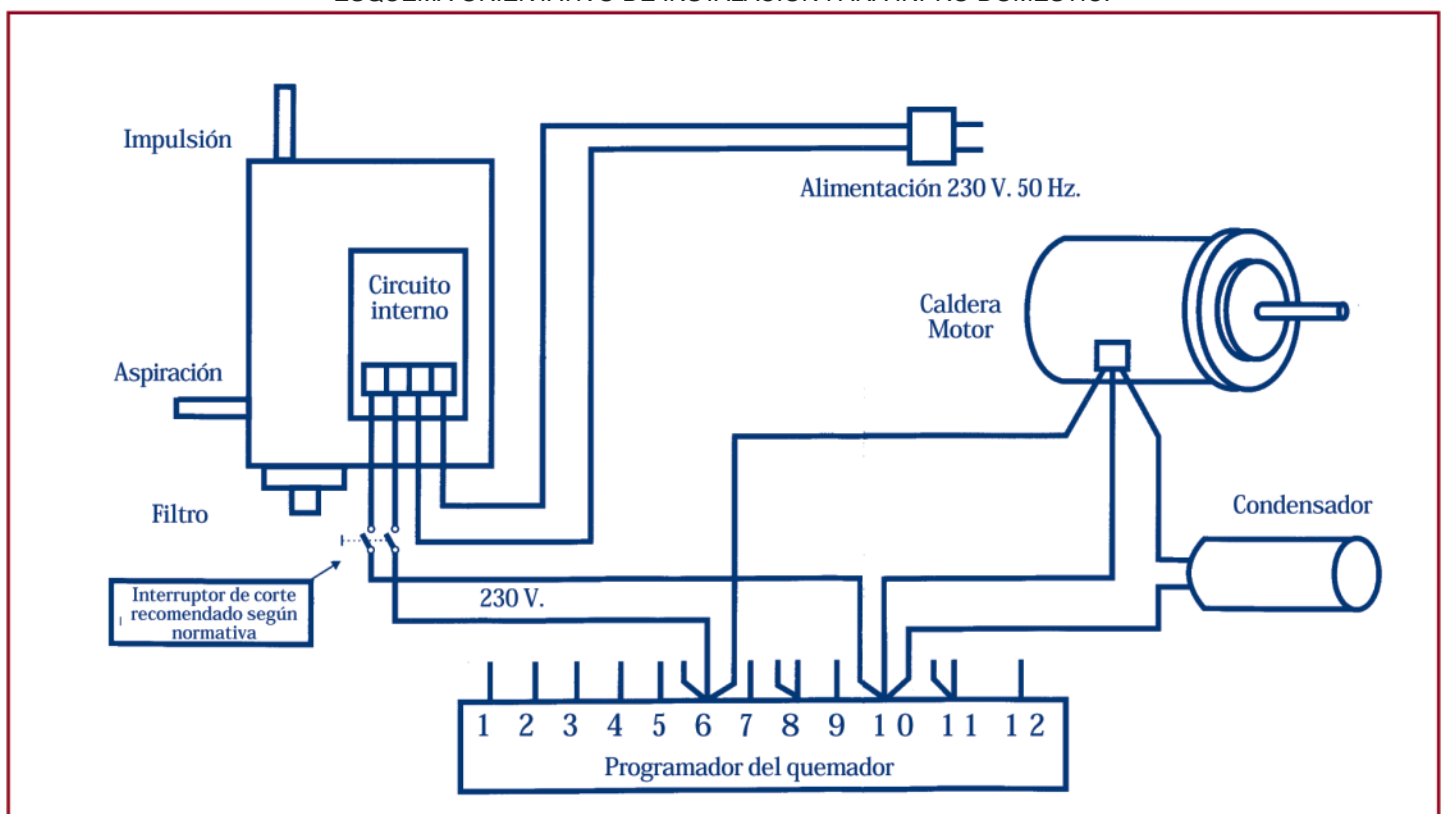 Impulsión
Alimentación 230 V. 50 Hz.
Circuito
interno
Caldera
Motor
Aspiración
Filtro
Condensador
Interruptor de corte
recomendado según
normativa
230 V.
1 2 3 4 5 6 7 8 9 10 11 12
Programador del quemador